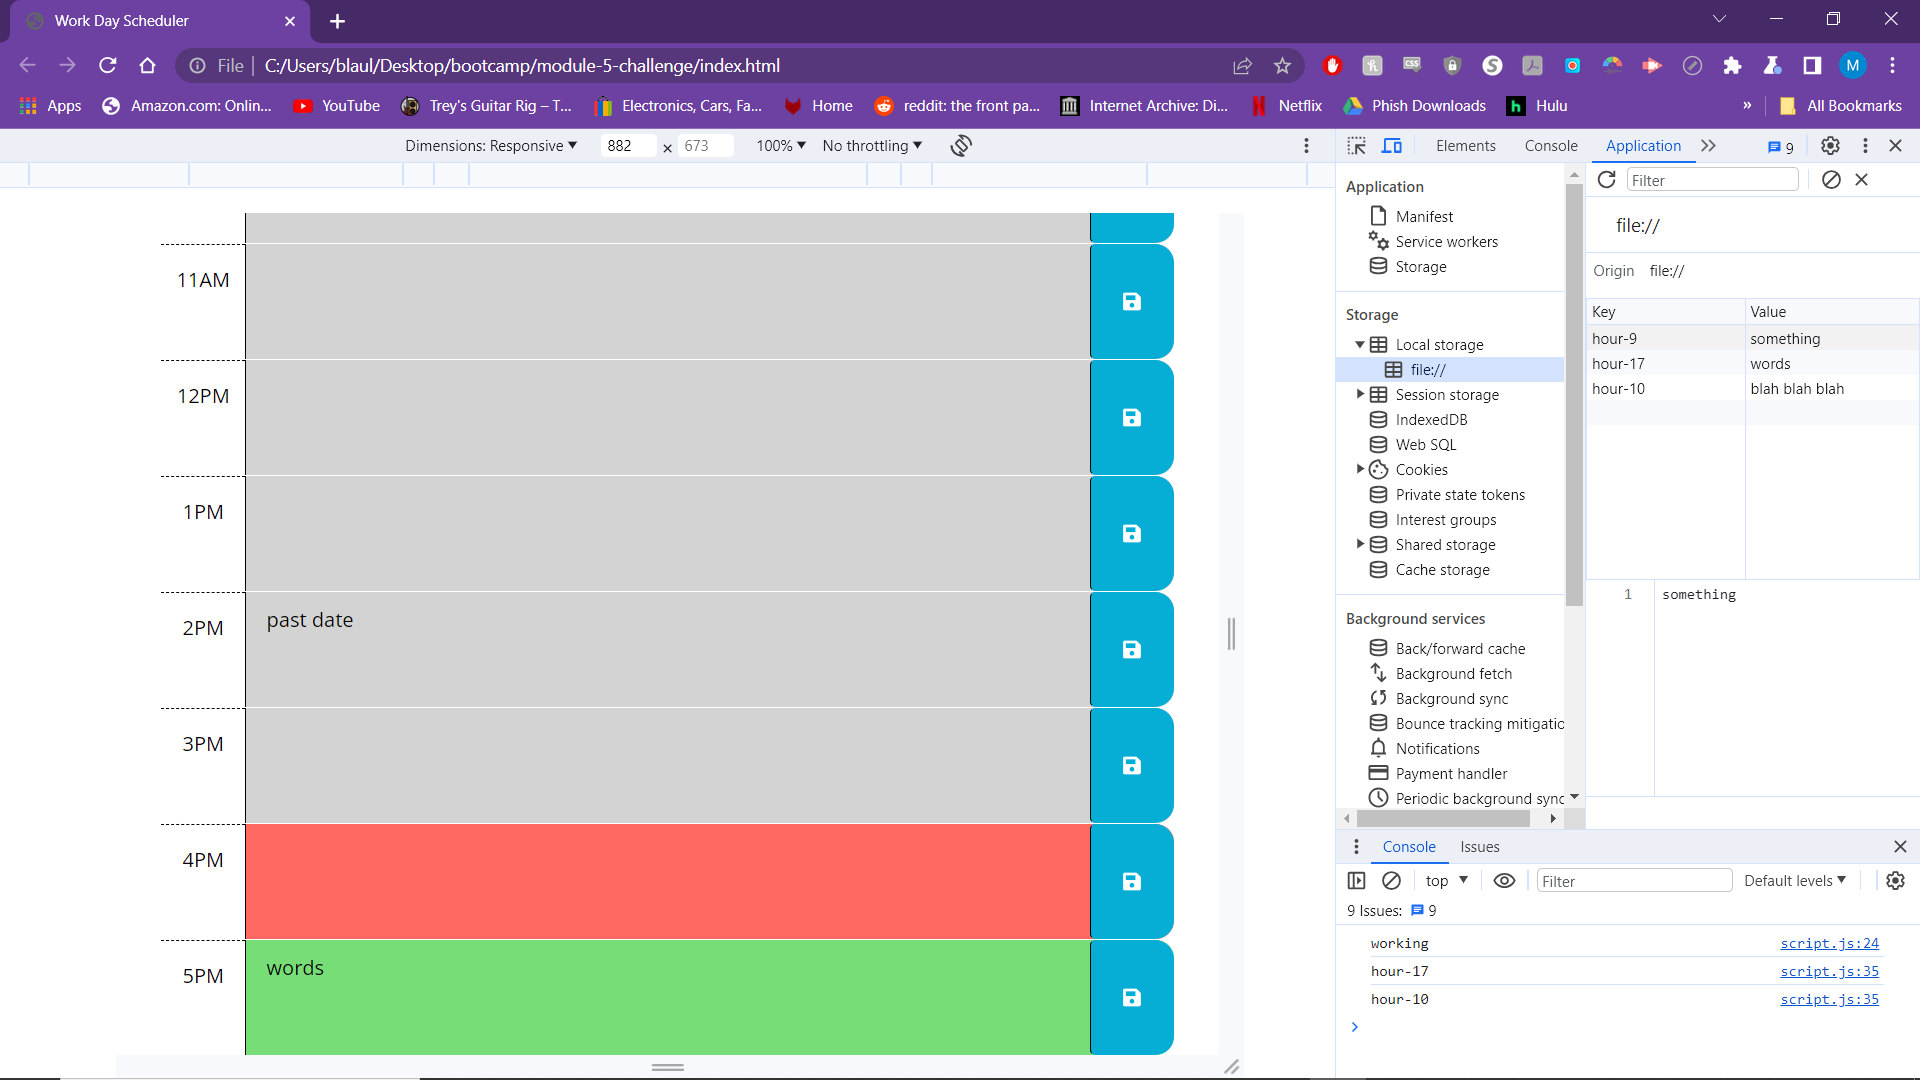 Work Day Scheduler
File
C:/Users/blaul/Desktop/bootcamp/module-5-challenge/index.html
M
Apps
Amazon.com: Onlin...
YouTube
Trey's Guitar Rig – T...
Electronics, Cars, Fa...
Home
reddit: the front pa...
Internet Archive: Di...
Netflix
Phish Downloads
h
Hulu
»
All Bookmarks
Dimensions: Responsive
882
×
673
100%
No throttling
Elements
Console
Application
9
Filter
11AM
12PM
1PM
2PM
past date
3PM
4PM
5PM
words
Application
Manifest
Service workers
Storage
Storage
Local storage
file://
Session storage
IndexedDB
Web SQL
Cookies
Private state tokens
Interest groups
Shared storage
Cache storage
Background services
Back/forward cache
Background fetch
Background sync
Bounce tracking mitigatio
Notifications
Payment handler
Periodic background sync
file://
Origin file://
Key Value
hour-9 something
hour-17 words
hour-10 blah blah blah
1 something
Console
Issues
top
Filter
Default levels
9 Issues: 9
working script.js:24
hour-17 script.js:35
hour-10 script.js:35